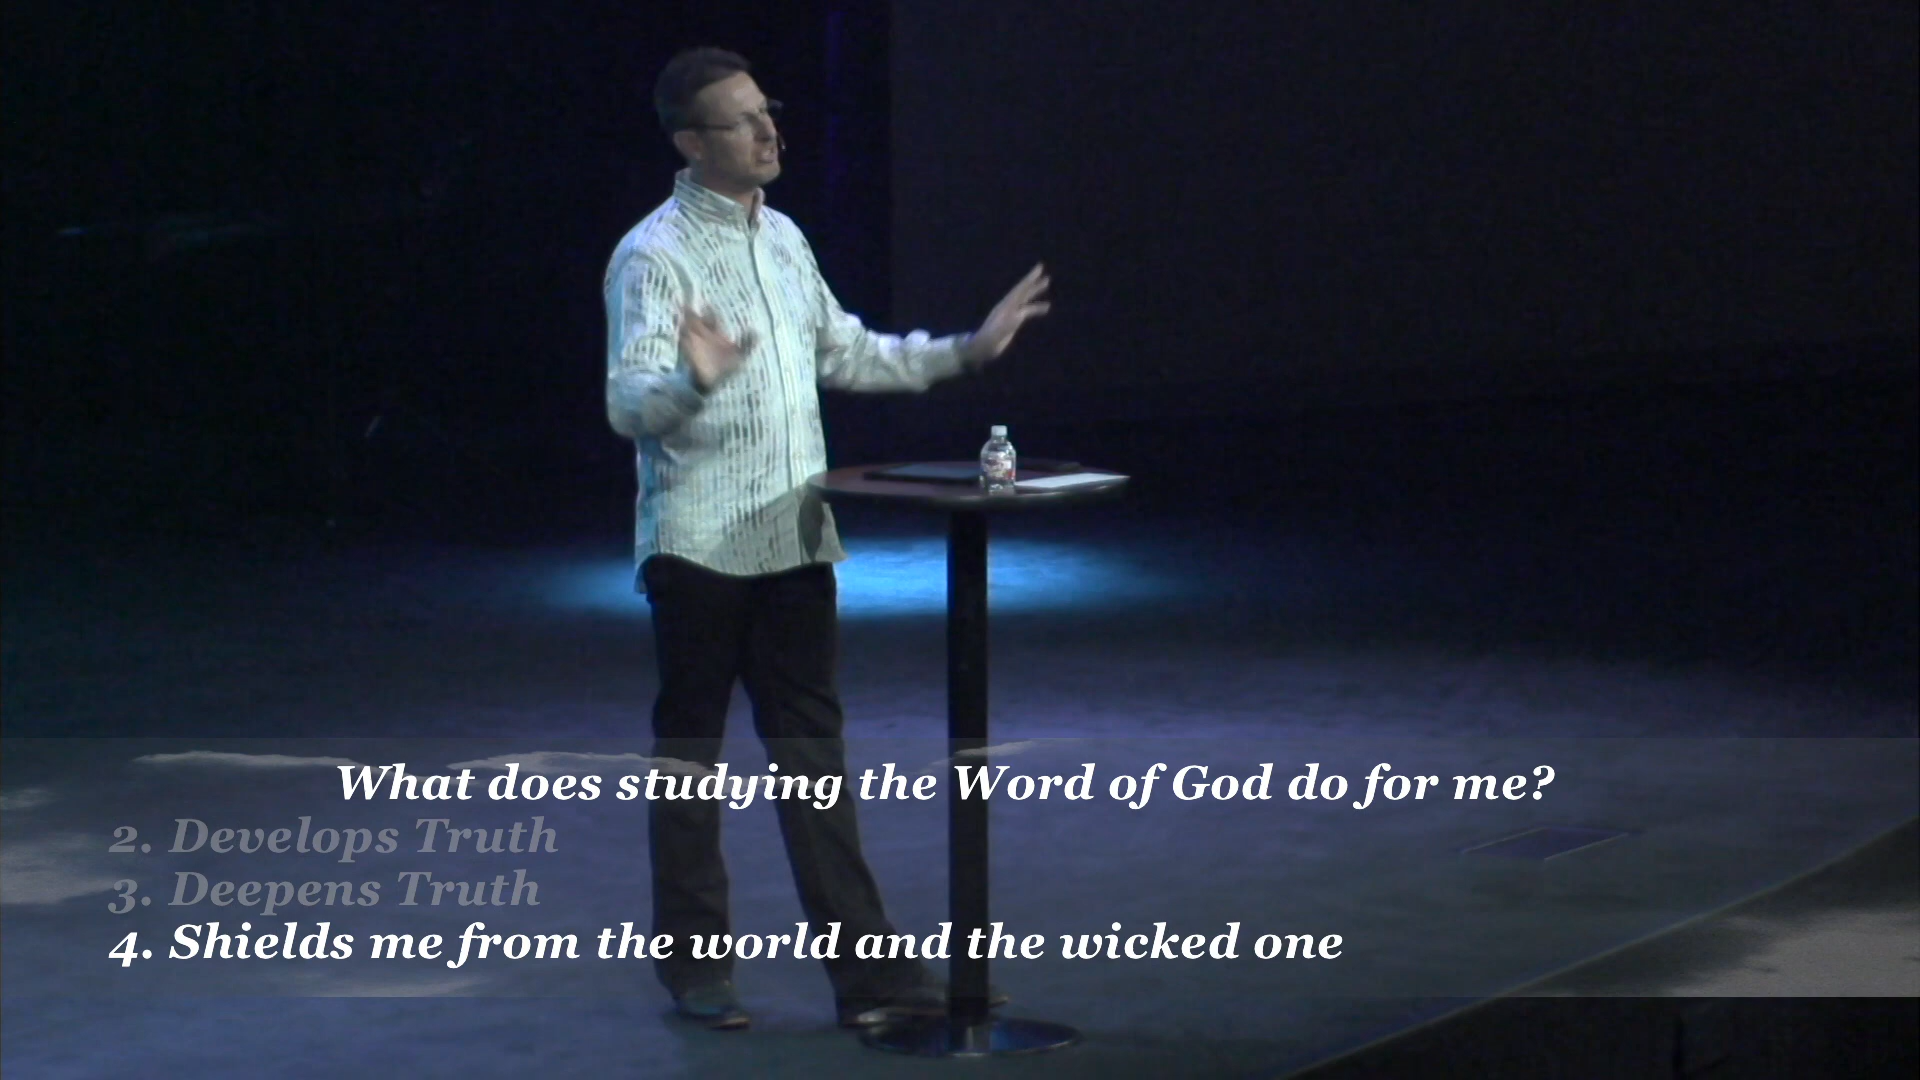 What does studying the Word of God do for me?
2. Develops Truth
3. Deepens Truth
4. Shields me from the world and the wicked one